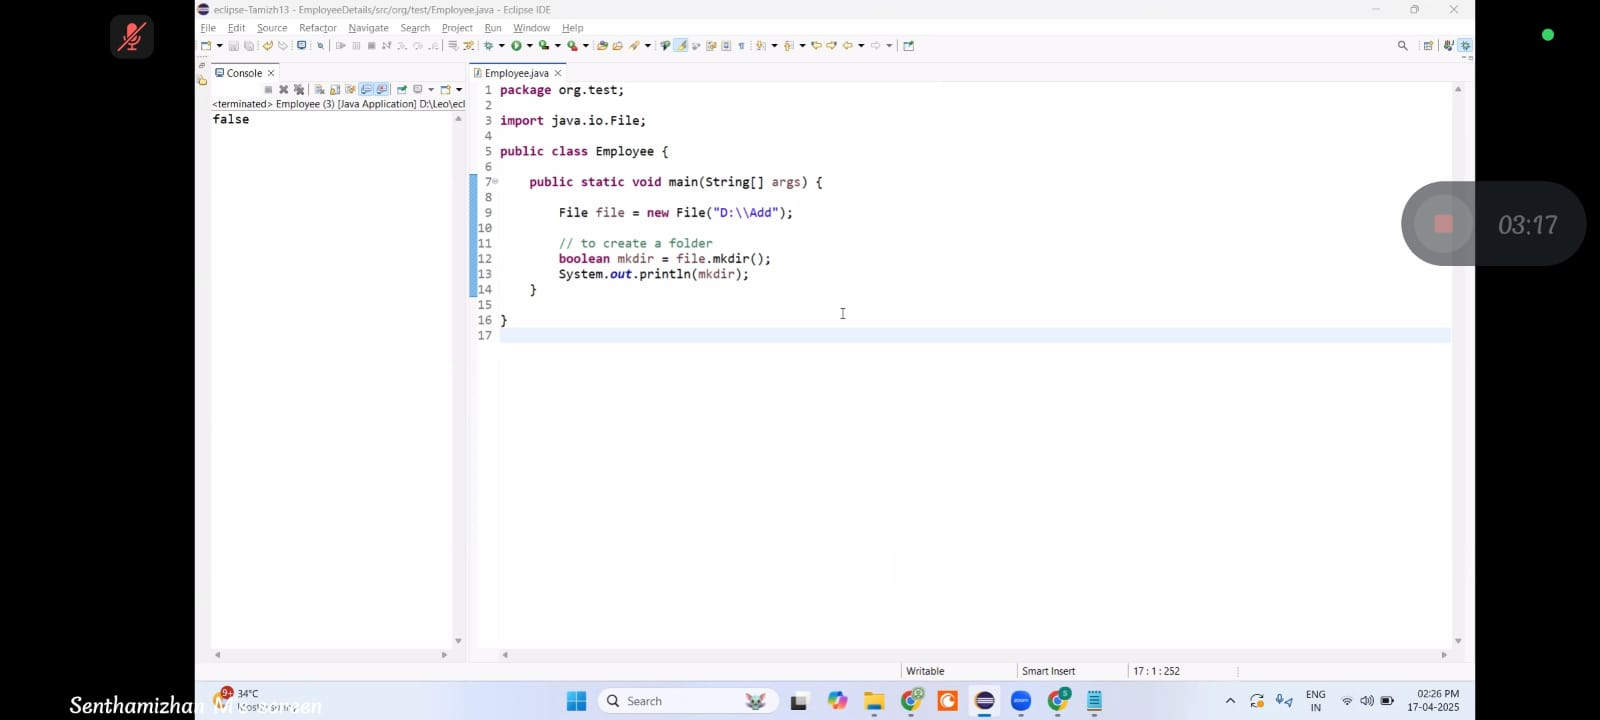 eclipse-Tamizh13 - EmployeeDetails/src/org/test/Employee.java - Eclipse IDE
File Edit Source Refactor Navigate Search Project Run Window Help
Console
Employee.java
<terminated> Employee (3) [Java Application] D:\Leo\ecl
false
1 package org.test;
2
3 import java.io.File;
4
5 public class Employee {
6
7 public static void main(String[] args) {
8
9 File file = new File("D:\\Add");
10
11 // to create a folder
12 boolean mkdir = file.mkdir();
13 System.out.println(mkdir);
14 }
15
16 }
17
03:17
Writable Smart Insert 17 : 1 : 252
9+ 34°C
Senthamizhan M's screen
Search
ENG
IN
02:26 PM
17-04-2025